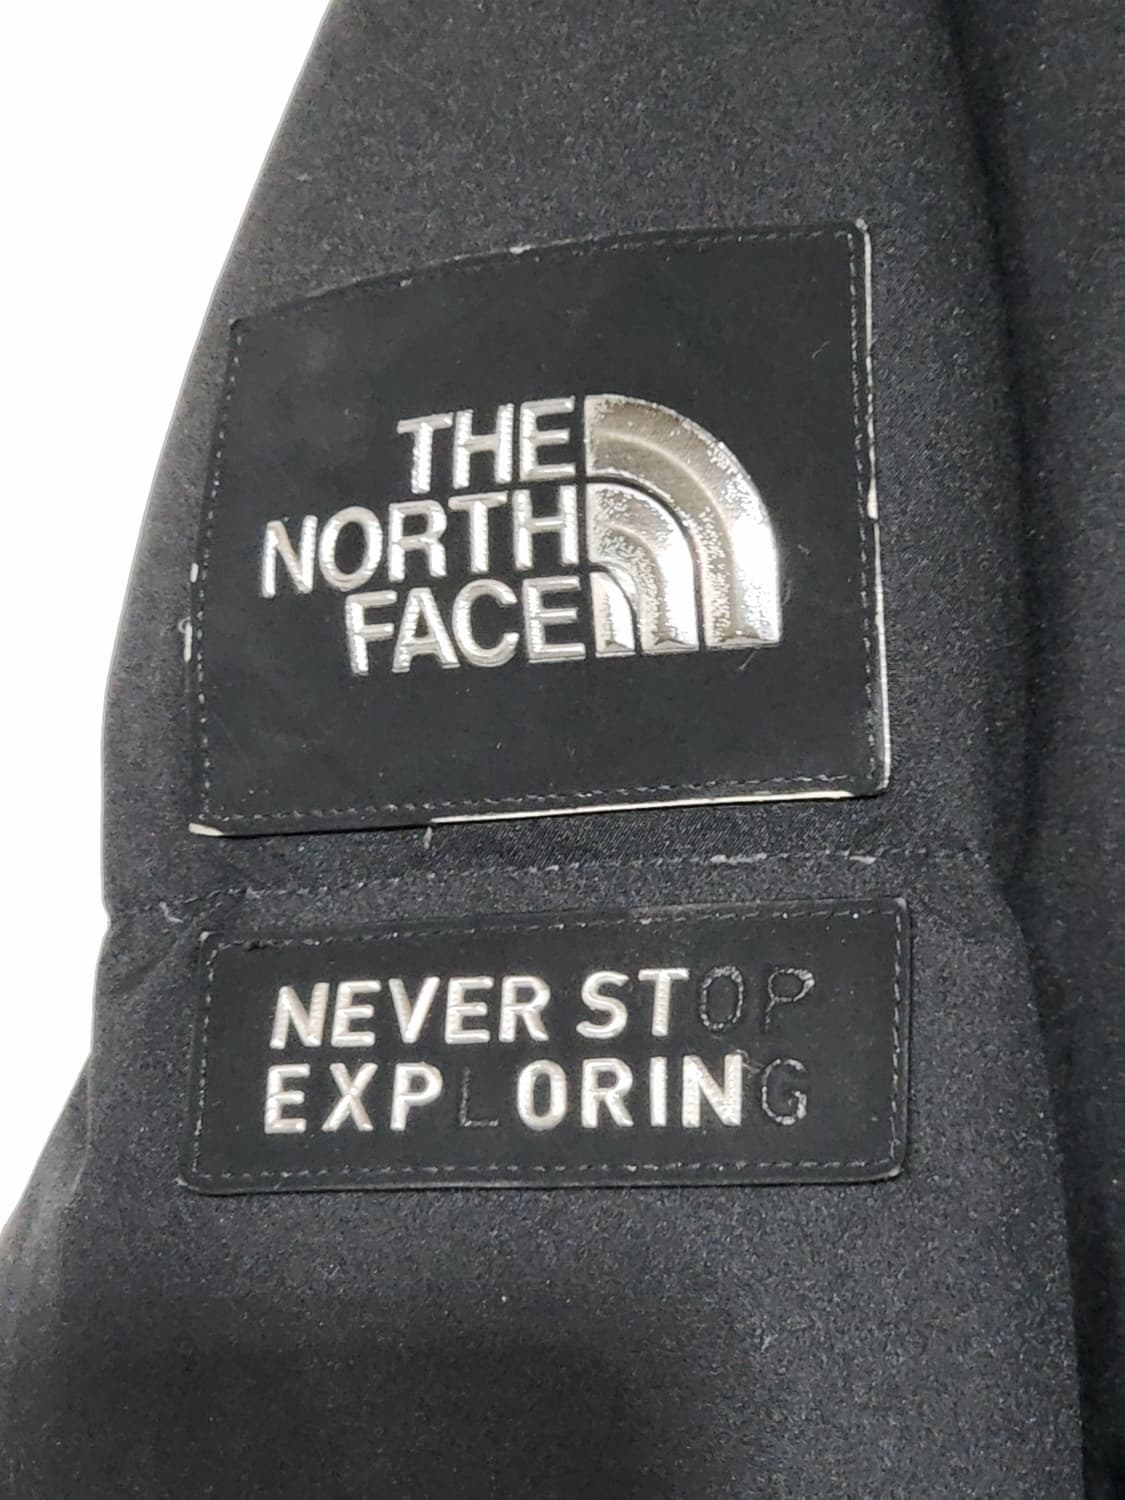 THE
NORTH
FACE
NEVER STOP
EXPLORING